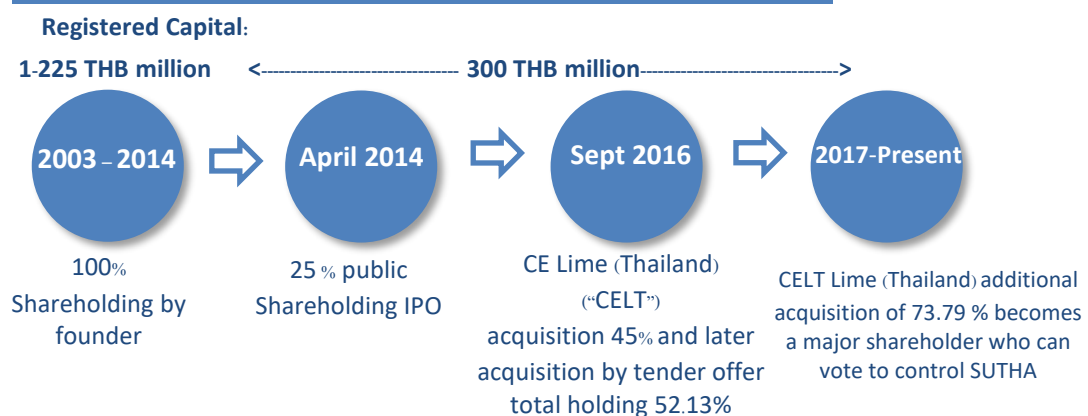 Registered Capital:
1-225 THB million <---------------------------------- 300 THB million---------------------------------->
2003 – 2014
April 2014
Sept 2016
2017-Present
100%
Shareholding by
founder
25 % public
Shareholding IPO
CE Lime (Thailand)
(“CELT”)
acquisition 45% and later
acquisition by tender offer
total holding 52.13%
CELT Lime (Thailand) additional
acquisition of 73.79 % becomes
a major shareholder who can
vote to control SUTHA